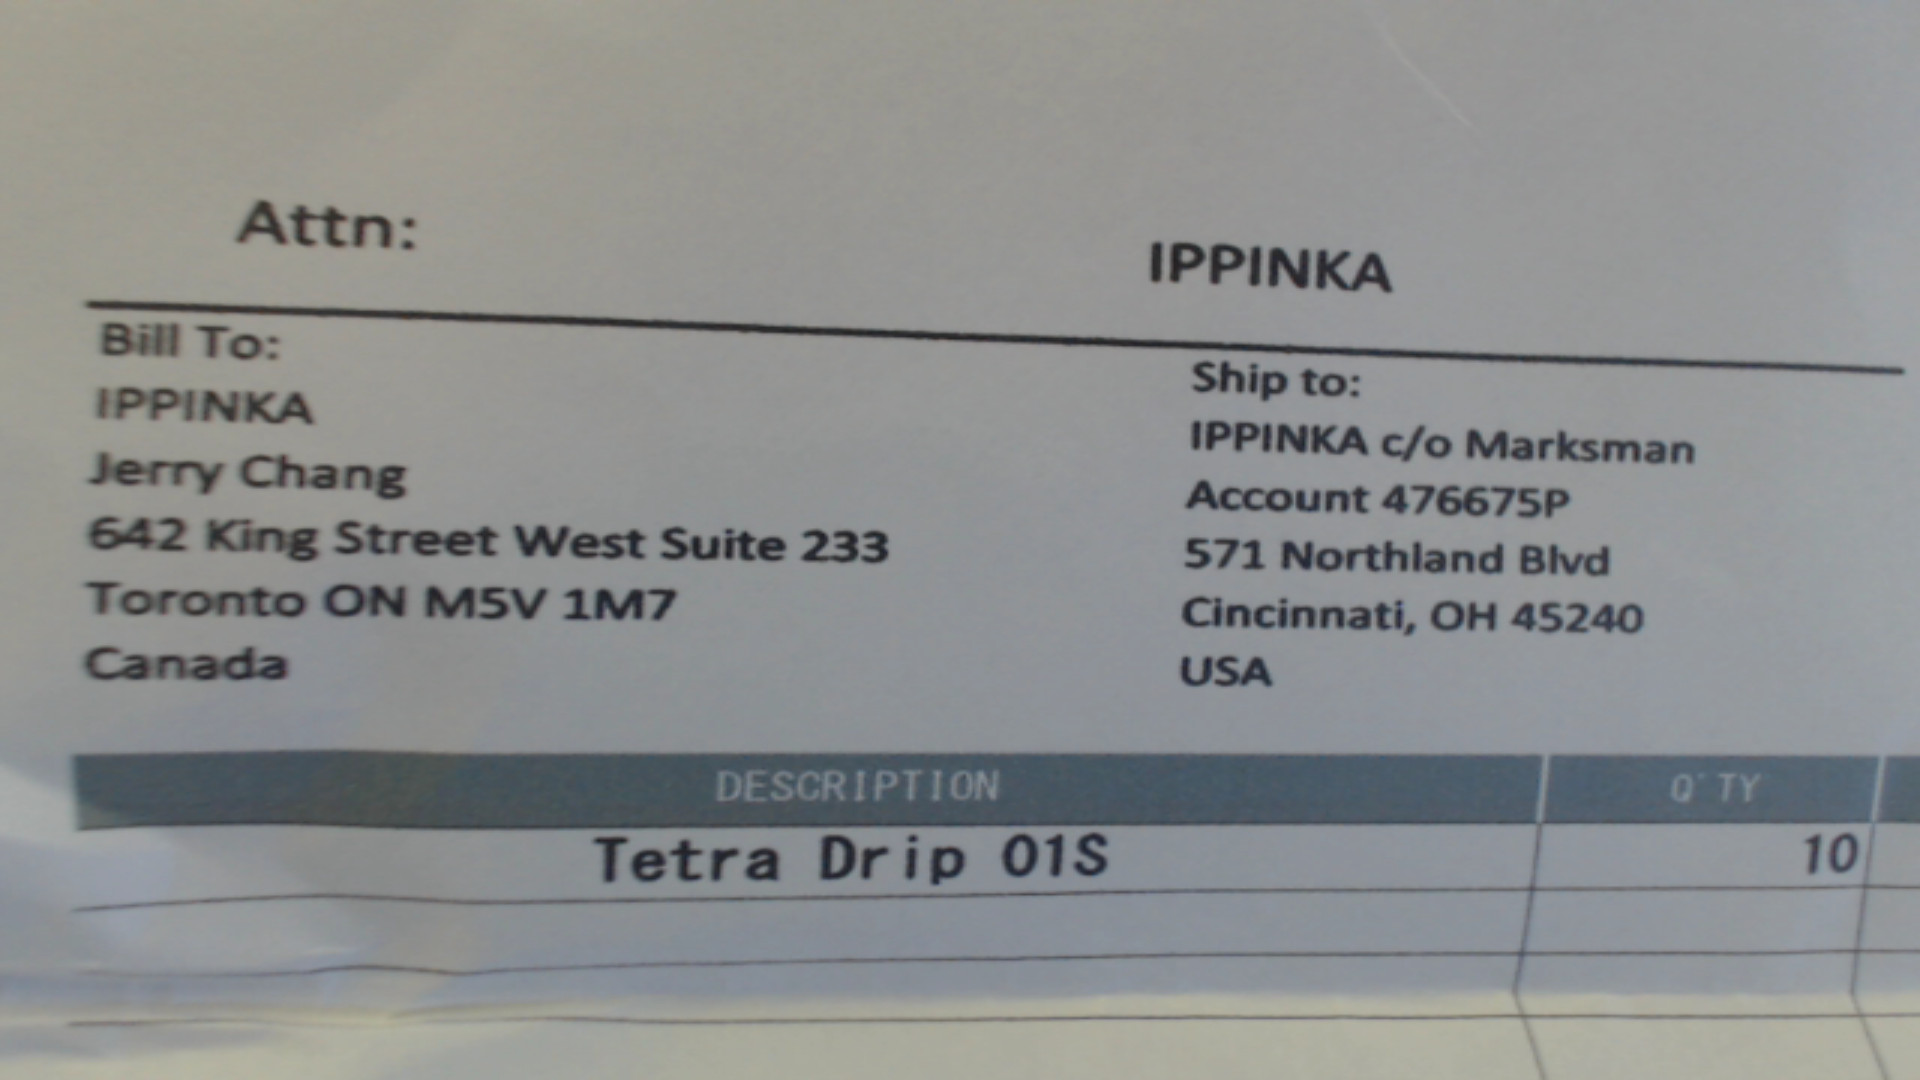 Attn:
IPPINKA
Bill To:
IPPINKA
Jerry Chang
642 King Street West Suite 233
Toronto ON M5V 1M7
Canada
Ship to:
IPPINKA c/o Marksman
Account 476675P
571 Northland Blvd
Cincinnati, OH 45240
USA
DESCRIPTION Q'TY
Tetra Drip 01S 10